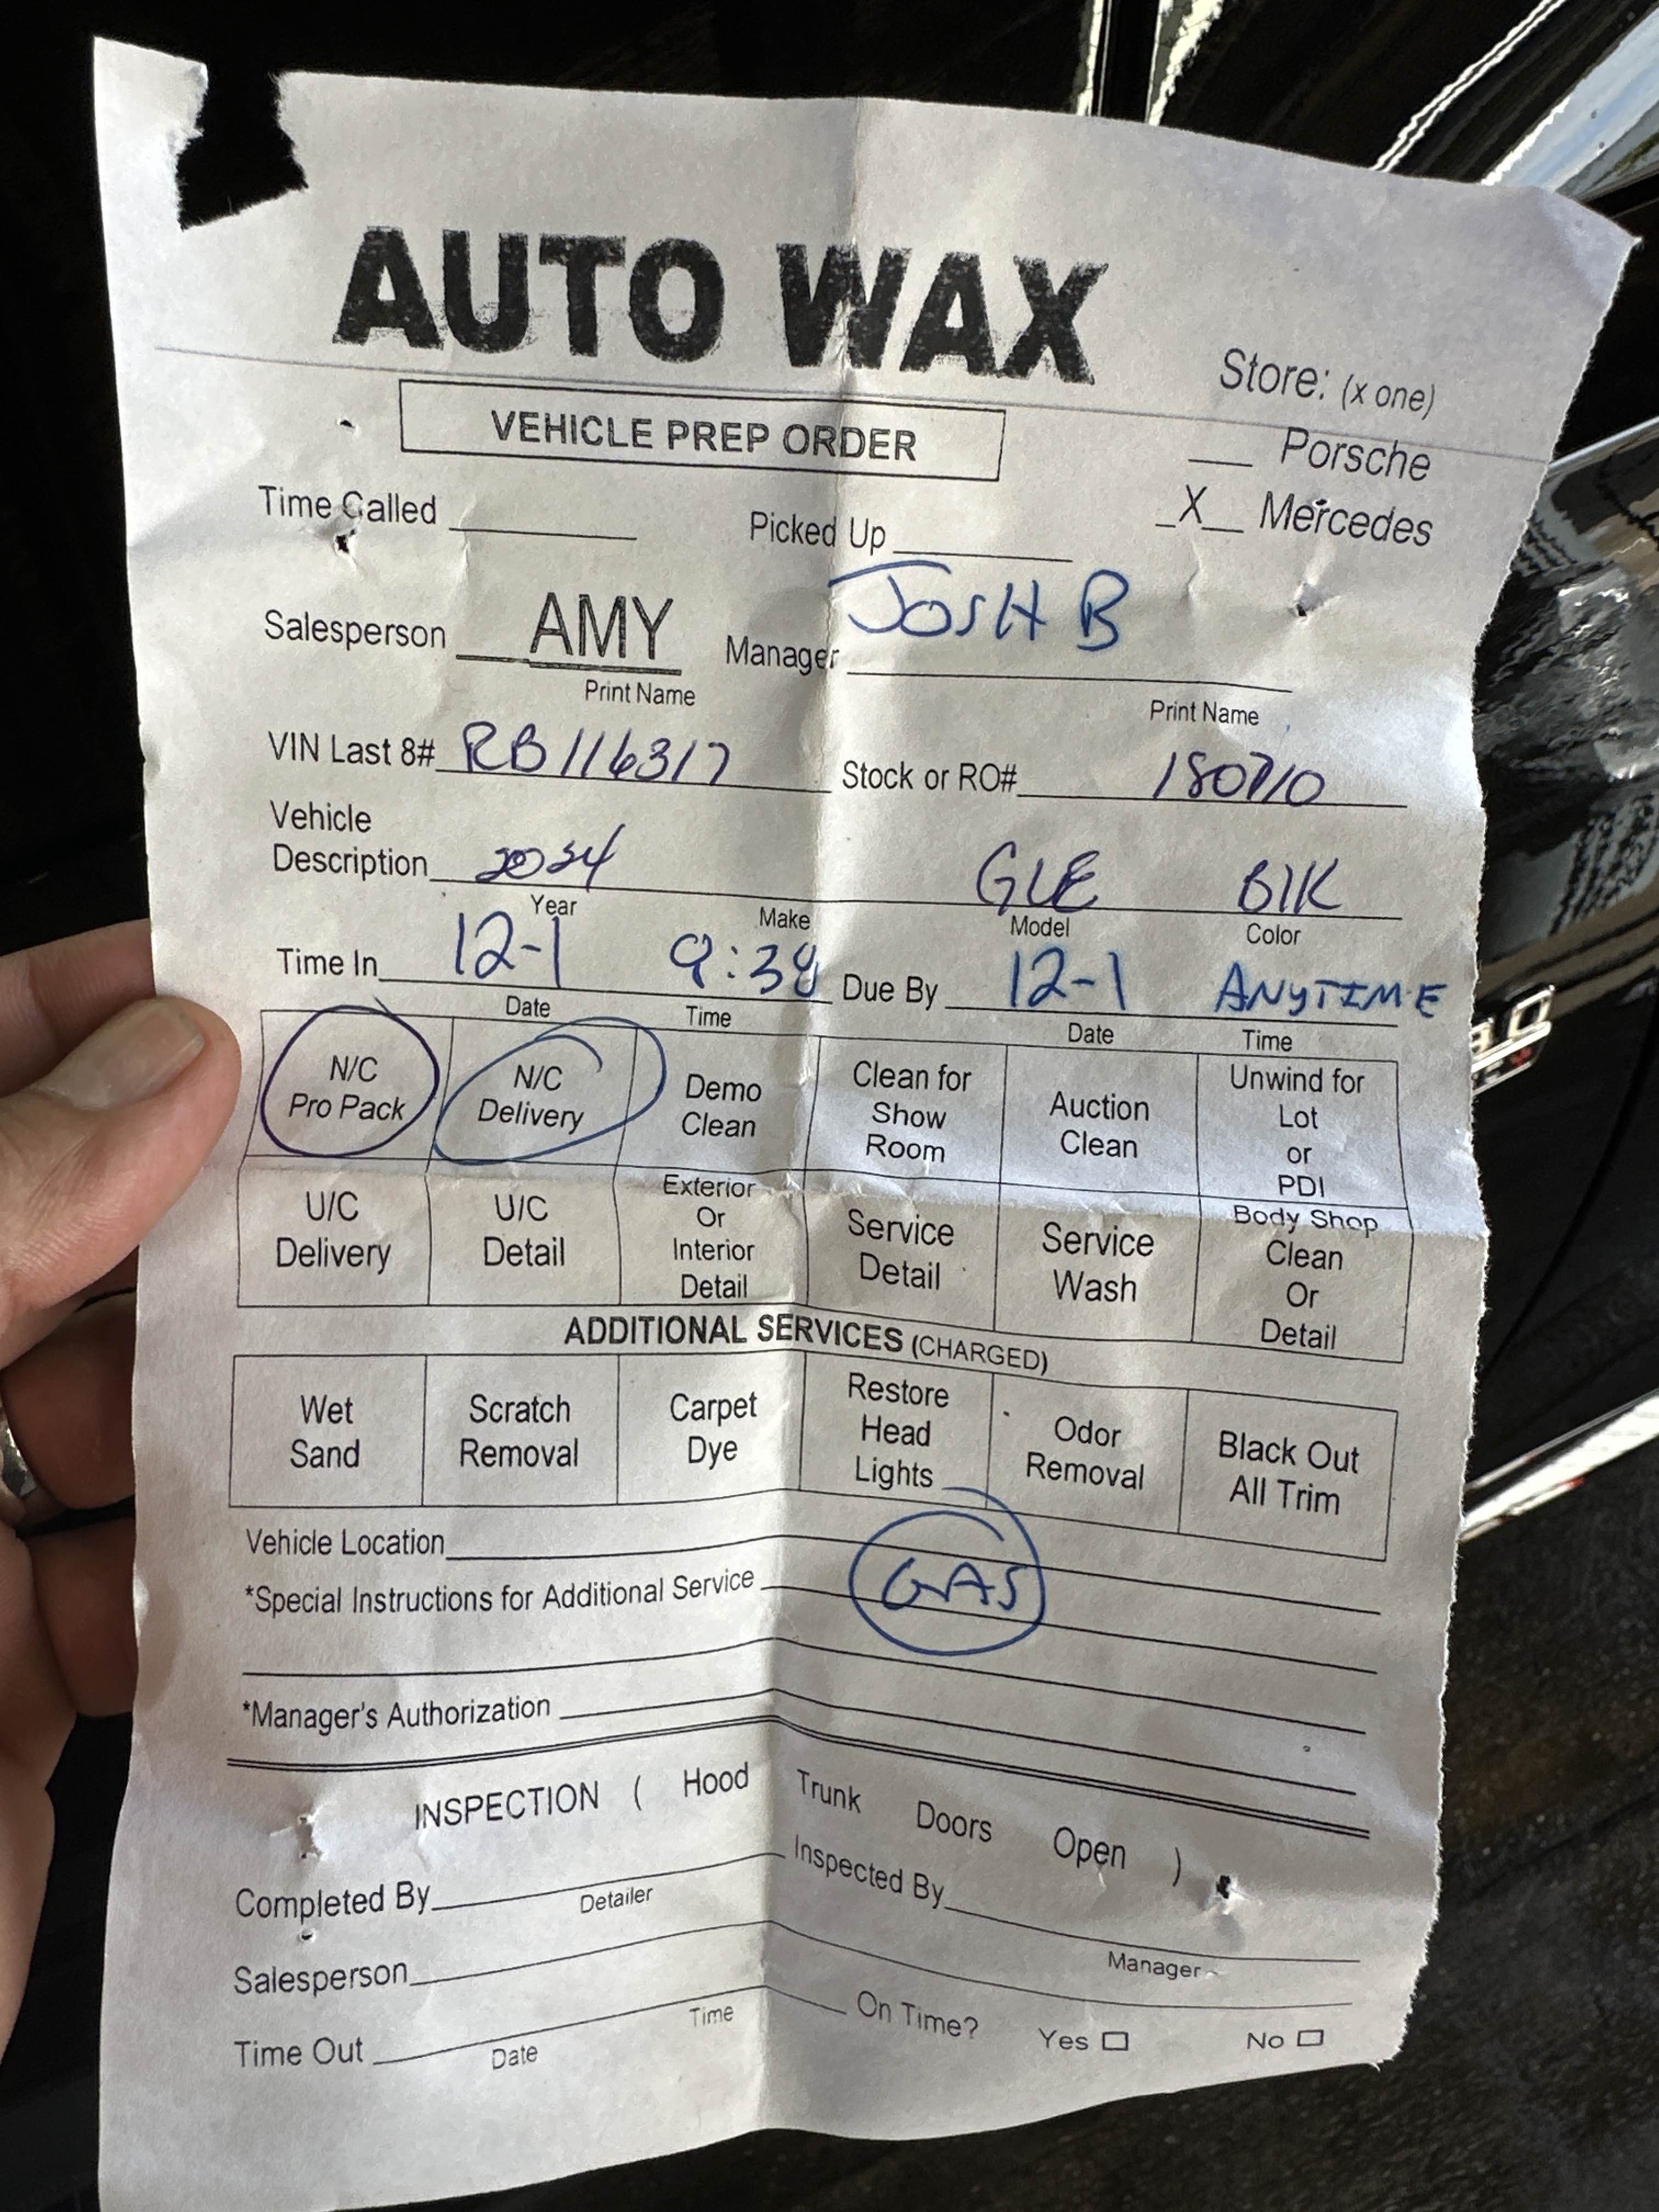 AUTO WAX
Store: (x one)
VEHICLE PREP ORDER
___ Porsche
_X__ Mercedes
Time Called Picked Up
Salesperson AMY Manager JOSH B
Print Name Print Name
VIN Last 8# RB116317 Stock or RO# 180710
Vehicle
Description 2024 GLE BlK
Year Make Model Color
Time In 12-1 9:38 Due By 12-1 ANYTIME
Date Time Date Time
N/C
Pro Pack
N/C
Delivery
Demo
Clean
Clean for
Show
Room
Auction
Clean
Unwind for
Lot
or
PDI
U/C
Delivery
U/C
Detail
Exterior
Or
Interior
Detail
Service
Detail
Service
Wash
Body Shop
Clean
Or
Detail
ADDITIONAL SERVICES (CHARGED)
Wet
Sand
Scratch
Removal
Carpet
Dye
Restore
Head
Lights
Odor
Removal
Black Out
All Trim
Vehicle Location
*Special Instructions for Additional Service GAS
*Manager's Authorization
INSPECTION ( Hood Trunk Doors Open )
Completed By Inspected By
Detailer Manager
Salesperson
Time Out On Time? Yes ☐ No ☐
Date Time